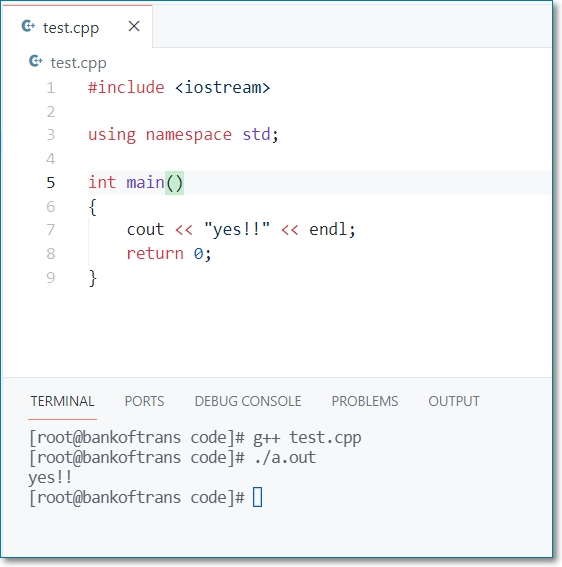 test.cpp
test.cpp
1 #include <iostream>
2
3 using namespace std;
4
5 int main()
6 {
7     cout << "yes!!" << endl;
8     return 0;
9 }
TERMINAL PORTS DEBUG CONSOLE PROBLEMS OUTPUT
[root@bankoftrans code]# g++ test.cpp
[root@bankoftrans code]# ./a.out
yes!!
[root@bankoftrans code]#